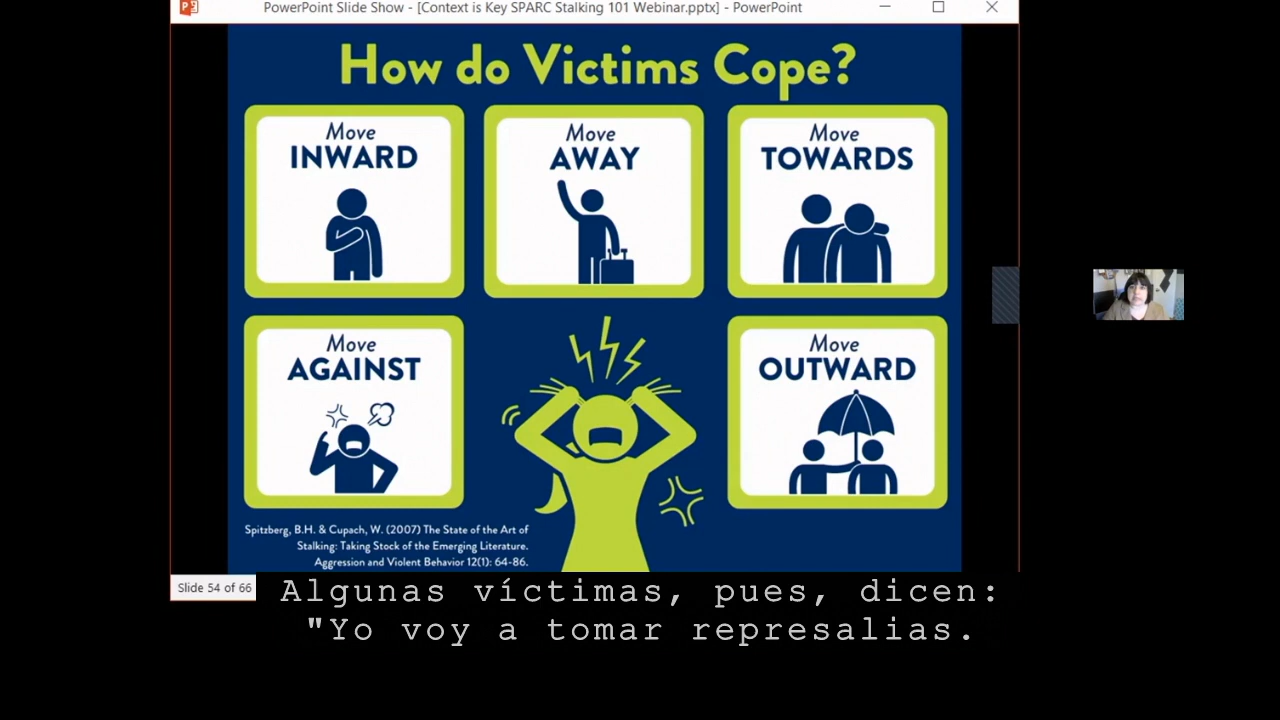 PowerPoint Slide Show - [Context is Key SPARC Stalking 101 Webinar.pptx] - PowerPoint
How do Victims Cope?
Move
INWARD
Move
AWAY
Move
TOWARDS
Move
AGAINST
Move
OUTWARD
Spitzberg, B.H. & Cupach, W. (2007) The State of the Art of
Stalking: Taking Stock of the Emerging Literature.
Aggression and Violent Behavior 12(1): 64-86.
Slide 54 of 66
Algunas víctimas, pues, dicen:
"Yo voy a tomar represalias.